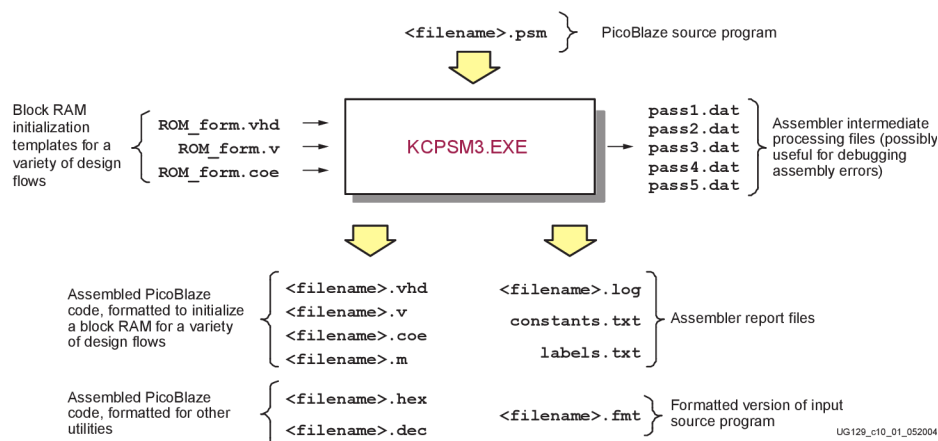 <filename>.psm
PicoBlaze source program
Block RAM
initialization
templates for a
variety of design
flows
ROM_form.vhd
ROM_form.v
ROM_form.coe
KCPSM3.EXE
pass1.dat
pass2.dat
pass3.dat
pass4.dat
pass5.dat
Assembler intermediate
processing files (possibly
useful for debugging
assembly errors)
Assembled PicoBlaze
code, formatted to initialize
a block RAM for a variety
of design flows
<filename>.vhd
<filename>.v
<filename>.coe
<filename>.m
<filename>.log
constants.txt
labels.txt
Assembler report files
Assembled PicoBlaze
code, formatted for other
utilities
<filename>.hex
<filename>.dec
<filename>.fmt
Formatted version of input
source program
UG129_c10_01_052004